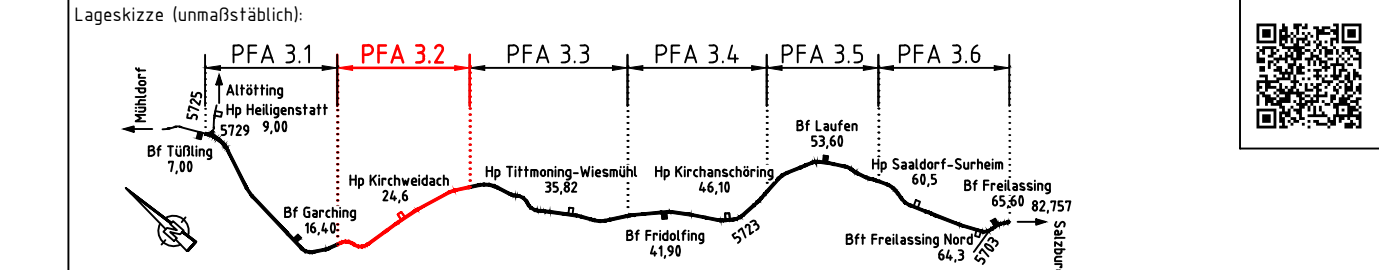 Lageskizze (unmaßstäblich):
PFA 3.1
PFA 3.2
PFA 3.3
PFA 3.4
PFA 3.5
PFA 3.6
Mühldorf
5725
Altötting
Hp Heiligenstatt
9,00
5729
Bf Tüßling
7,00
Bf Garching
16,40
Hp Kirchweidach
24,6
Hp Tittmoning-Wiesmühl
35,82
Bf Fridolfing
41,90
Hp Kirchanschöring
46,10
5723
Bf Laufen
53,60
Hp Saaldorf-Surheim
60,5
Bf Freilassing
65,60
82,757
Bft Freilassing Nord
64,3
5703